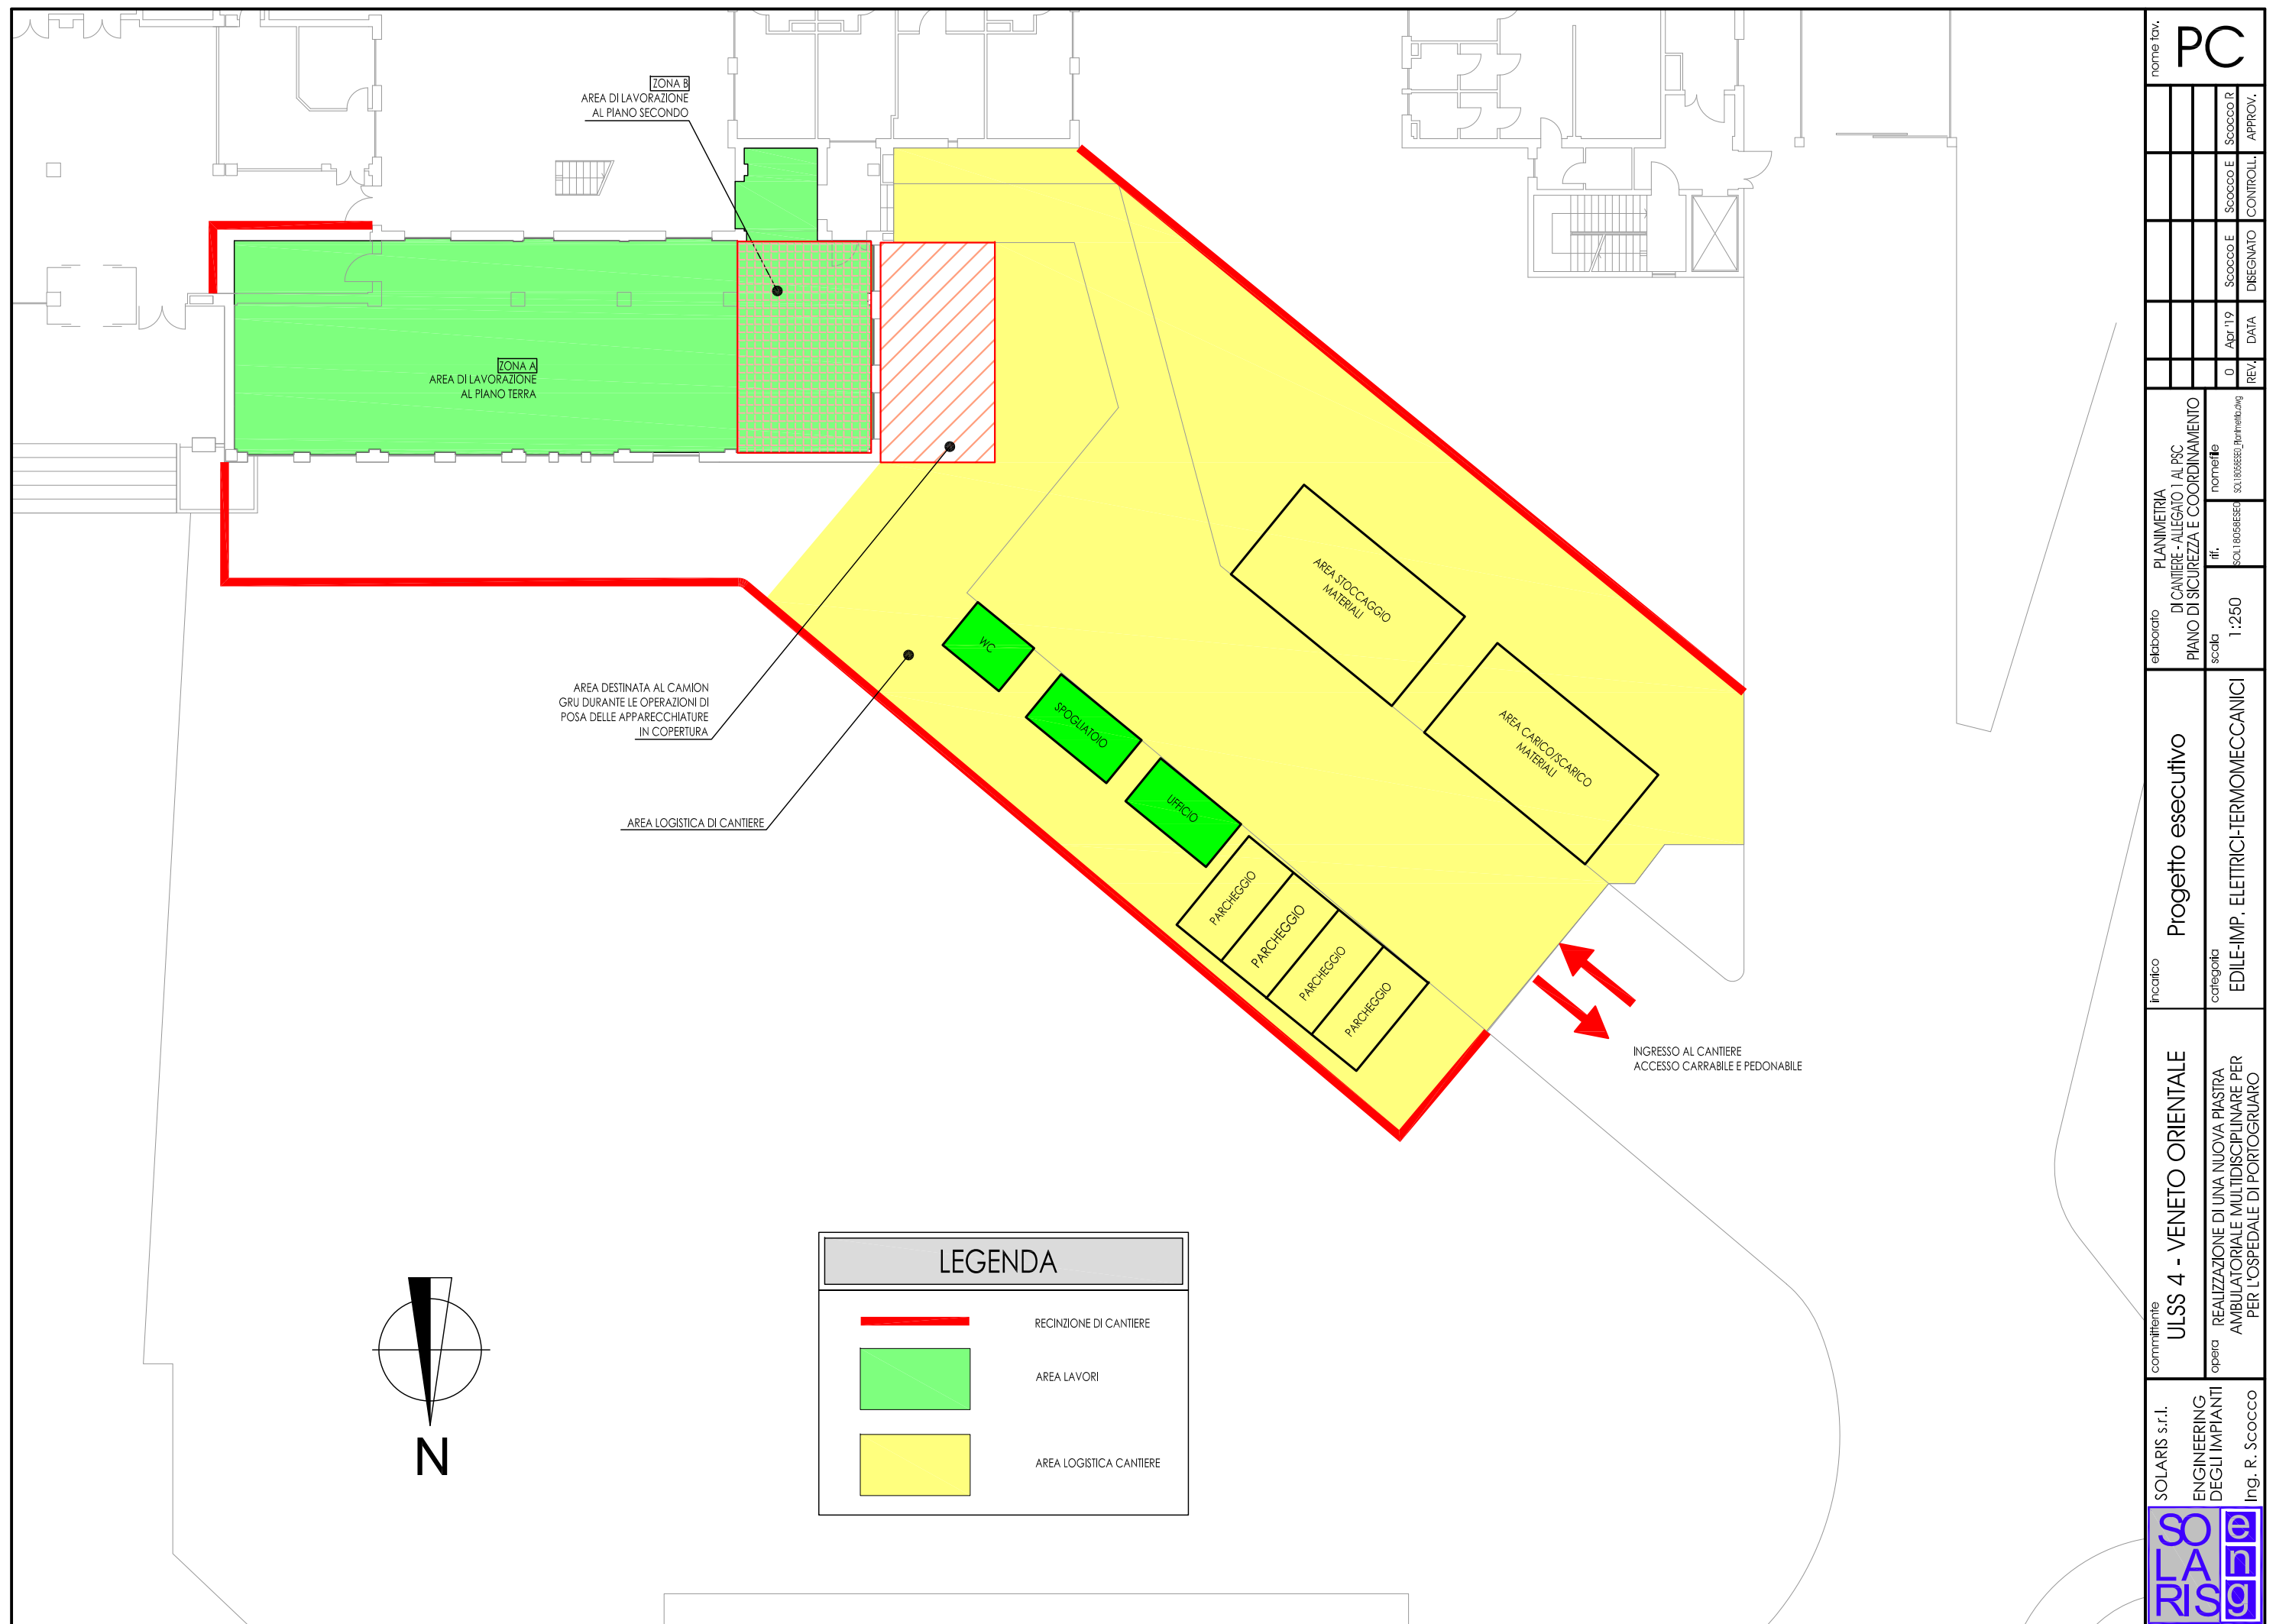 ZONA B
AREA DI LAVORAZIONE
AL PIANO SECONDO
ZONA A
AREA DI LAVORAZIONE
AL PIANO TERRA
AREA DESTINATA AL CAMION
GRU DURANTE LE OPERAZIONI DI
POSA DELLE APPARECCHIATURE
IN COPERTURA
AREA LOGISTICA DI CANTIERE
WC
SPOGLIATOIO
UFFICIO
PARCHEGGIO
PARCHEGGIO
PARCHEGGIO
PARCHEGGIO
AREA STOCCAGGIO
MATERIALI
AREA CARICO/SCARICO
MATERIALI
INGRESSO AL CANTIERE
ACCESSO CARRABILE E PEDONABILE
LEGENDA
RECINZIONE DI CANTIERE
AREA LAVORI
AREA LOGISTICA CANTIERE
N
SOLARIS s.r.l.
ENGINEERING
DEGLI IMPIANTI
Ing. R. Scocco
SO
LA
RIS
eng
committente
ULSS 4 - VENETO ORIENTALE
opera
REALIZZAZIONE DI UNA NUOVA PIASTRA
AMBULATORIALE MULTIDISCIPLINARE PER
PER L'OSPEDALE DI PORTOGRUARO
incarico
Progetto esecutivo
categoria
EDILE-IMP. ELETTRICI-TERMOMECCANICI
elaborato
PLANIMETRIA
DI CANTIERE - ALLEGATO 1 AL PSC
PIANO DI SICUREZZA E COORDINAMENTO
scala
1:250
rif.
SOL18058ESE0
nomefile
SOL18058ESE0_Planimetria.dwg
0 Apr '19 Scocco E Scocco E Scocco R
REV. DATA DISEGNATO CONTROLL. APPROV.
nome tav.
PC